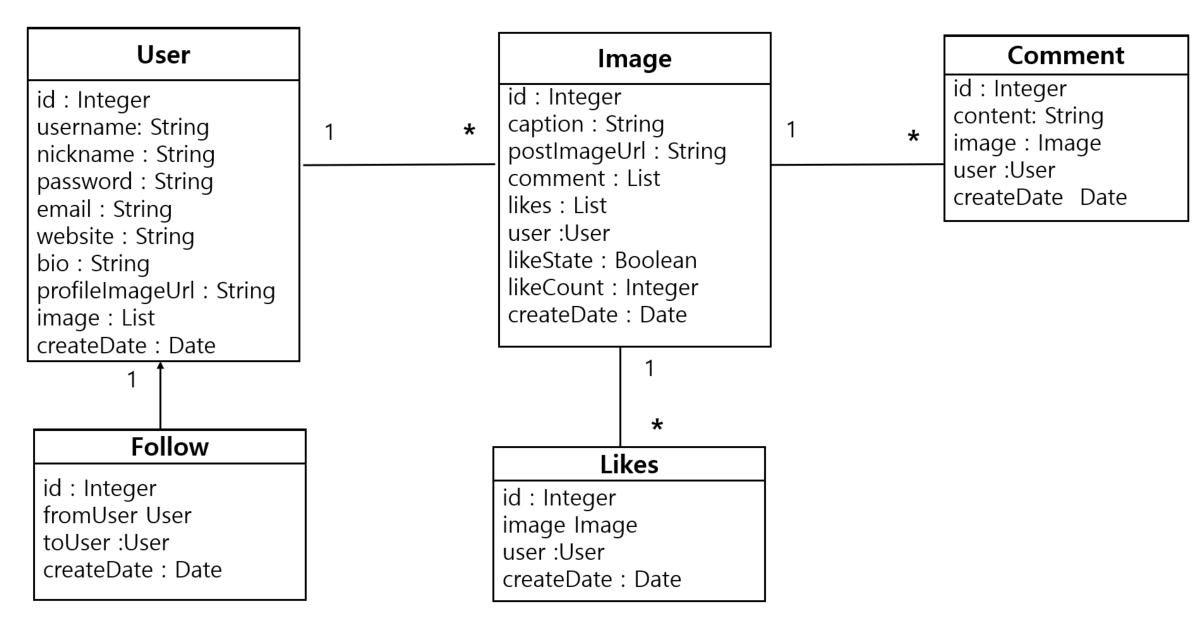 User
id : Integer
username: String
nickname : String
password : String
email : String
website : String
bio : String
profileImageUrl : String
image : List
createDate : Date
1
*
Image
id : Integer
caption : String
postImageUrl : String
comment : List
likes : List
user :User
likeState : Boolean
likeCount : Integer
createDate : Date
1
*
Comment
id : Integer
content: String
image : Image
user :User
createDate Date
1
Follow
id : Integer
fromUser User
toUser :User
createDate : Date
1
*
Likes
id : Integer
image Image
user :User
createDate : Date